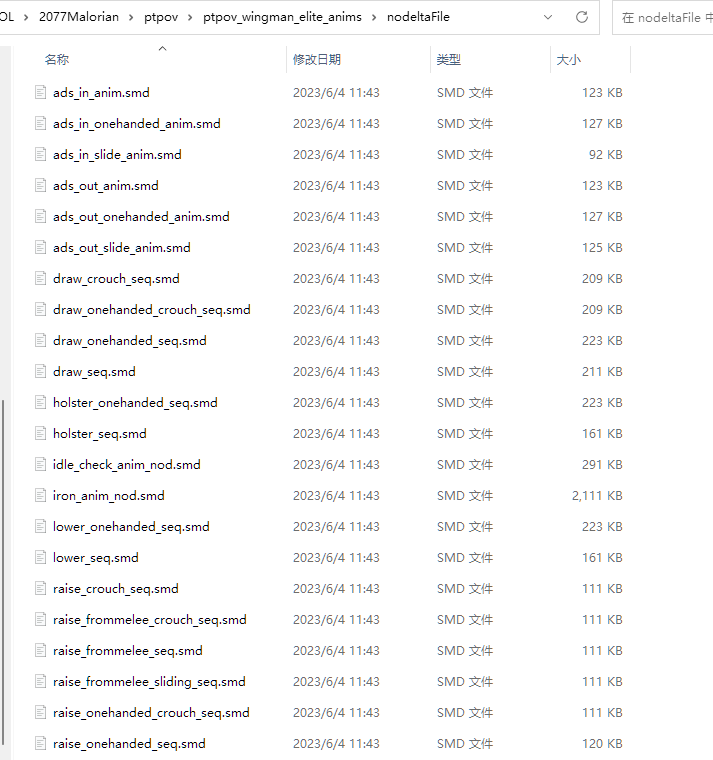 OL > 2077Malorian > ptpov > ptpov_wingman_elite_anims > nodeltaFile 在 nodeltaFile 中
名称 修改日期 类型 大小
ads_in_anim.smd 2023/6/4 11:43 SMD 文件 123 KB
ads_in_onehanded_anim.smd 2023/6/4 11:43 SMD 文件 127 KB
ads_in_slide_anim.smd 2023/6/4 11:43 SMD 文件 92 KB
ads_out_anim.smd 2023/6/4 11:43 SMD 文件 123 KB
ads_out_onehanded_anim.smd 2023/6/4 11:43 SMD 文件 127 KB
ads_out_slide_anim.smd 2023/6/4 11:43 SMD 文件 125 KB
draw_crouch_seq.smd 2023/6/4 11:43 SMD 文件 209 KB
draw_onehanded_crouch_seq.smd 2023/6/4 11:43 SMD 文件 209 KB
draw_onehanded_seq.smd 2023/6/4 11:43 SMD 文件 223 KB
draw_seq.smd 2023/6/4 11:43 SMD 文件 211 KB
holster_onehanded_seq.smd 2023/6/4 11:43 SMD 文件 223 KB
holster_seq.smd 2023/6/4 11:43 SMD 文件 161 KB
idle_check_anim_nod.smd 2023/6/4 11:43 SMD 文件 291 KB
iron_anim_nod.smd 2023/6/4 11:43 SMD 文件 2,111 KB
lower_onehanded_seq.smd 2023/6/4 11:43 SMD 文件 223 KB
lower_seq.smd 2023/6/4 11:43 SMD 文件 161 KB
raise_crouch_seq.smd 2023/6/4 11:43 SMD 文件 111 KB
raise_frommelee_crouch_seq.smd 2023/6/4 11:43 SMD 文件 111 KB
raise_frommelee_seq.smd 2023/6/4 11:43 SMD 文件 111 KB
raise_frommelee_sliding_seq.smd 2023/6/4 11:43 SMD 文件 111 KB
raise_onehanded_crouch_seq.smd 2023/6/4 11:43 SMD 文件 111 KB
raise_onehanded_seq.smd 2023/6/4 11:43 SMD 文件 120 KB